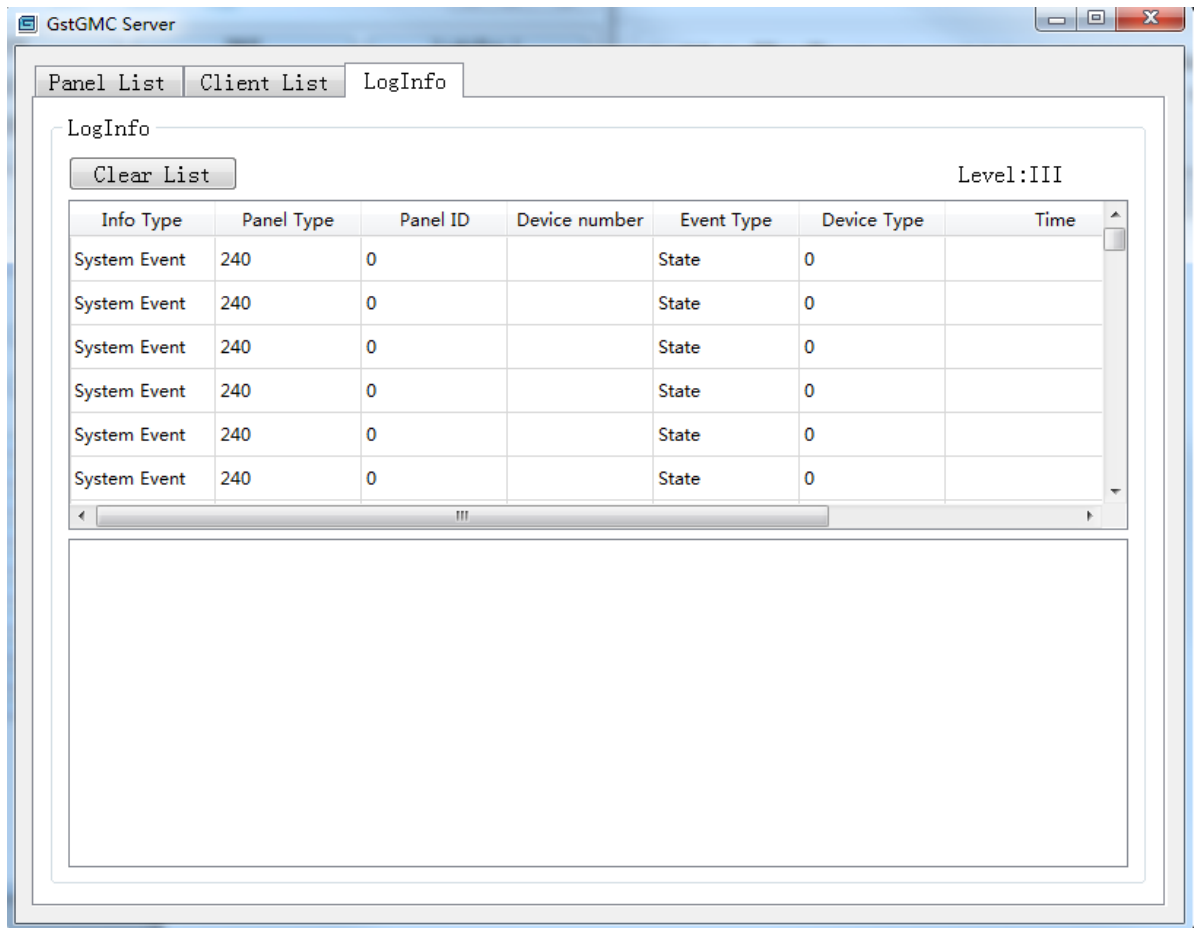 GstGMC Server
Panel List Client List LogInfo
LogInfo
Clear List Level:III
Info Type Panel Type Panel ID Device number Event Type Device Type Time
System Event 240 0 State 0
System Event 240 0 State 0
System Event 240 0 State 0
System Event 240 0 State 0
System Event 240 0 State 0
System Event 240 0 State 0